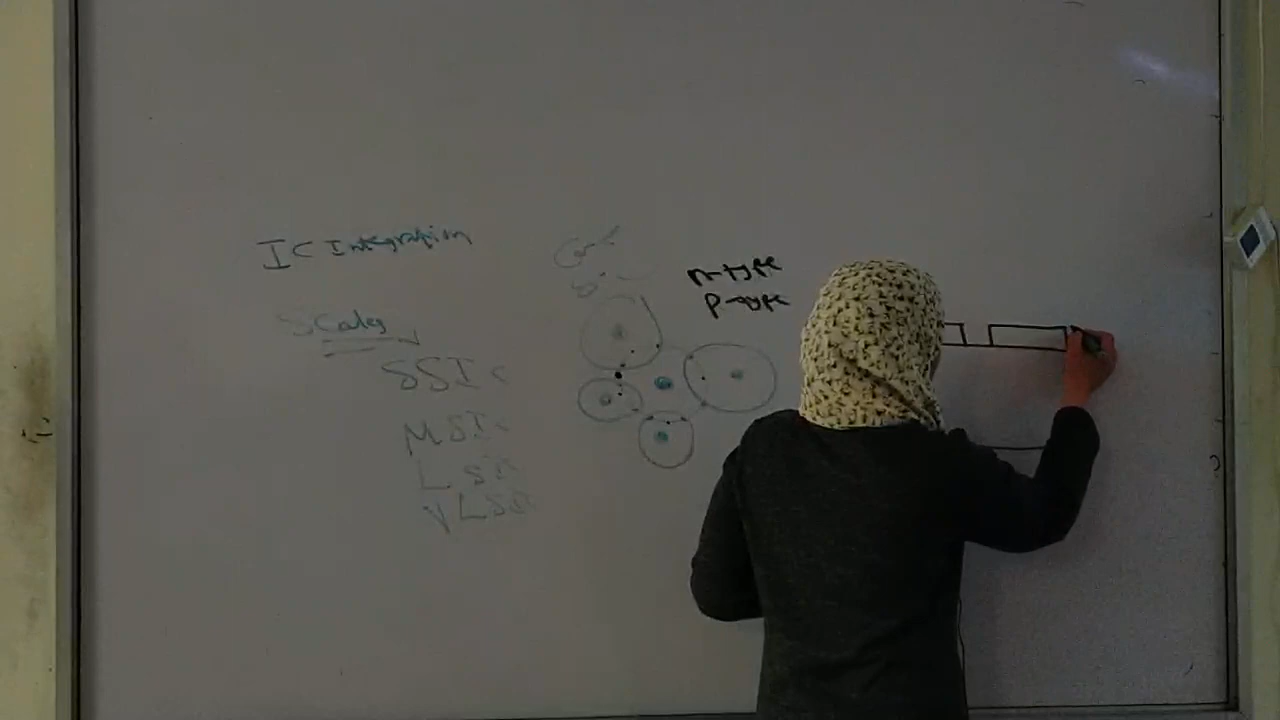 IC Integration
Scales
SSI
MSI
LSI
VLSI
n-type
p-type